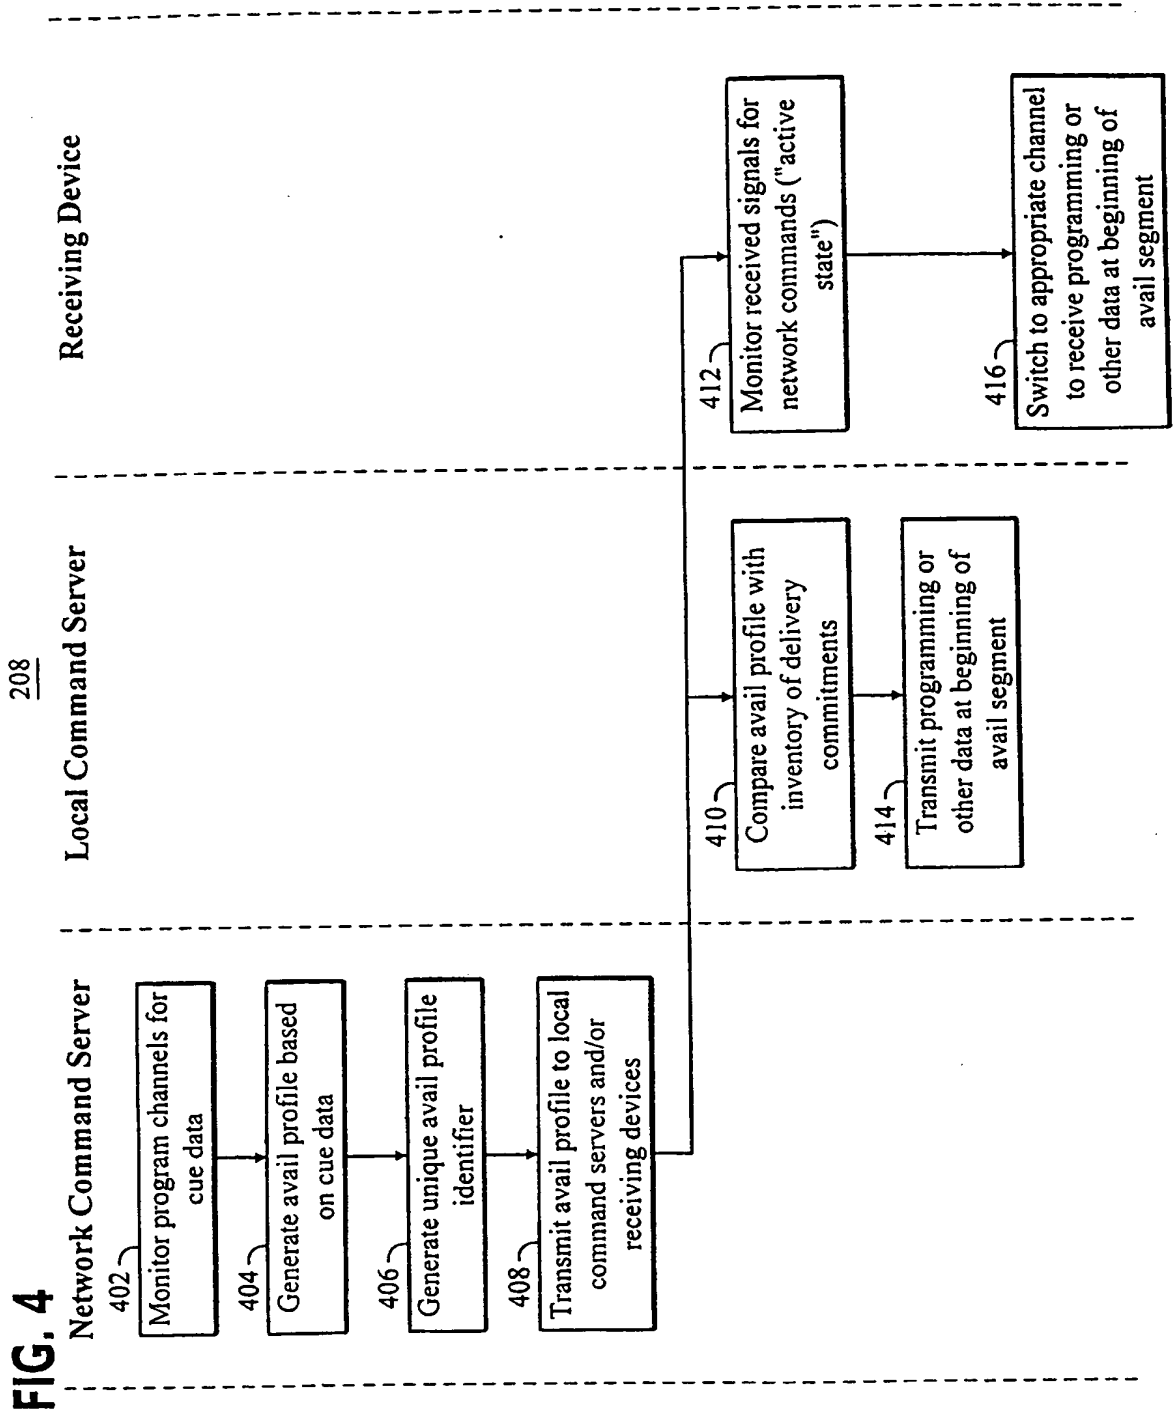 FIG. 4
208
Network Command Server
Local Command Server
Receiving Device
402
Monitor program channels for
cue data
404
Generate avail profile based
on cue data
406
Generate unique avail profile
identifier
408
Transmit avail profile to local
command servers and/or
receiving devices
410
Compare avail profile with
inventory of delivery
commitments
412
Monitor received signals for
network commands ("active
state")
414
Transmit programming or
other data at beginning of
avail segment
416
Switch to appropriate channel
to receive programming or
other data at beginning of
avail segment